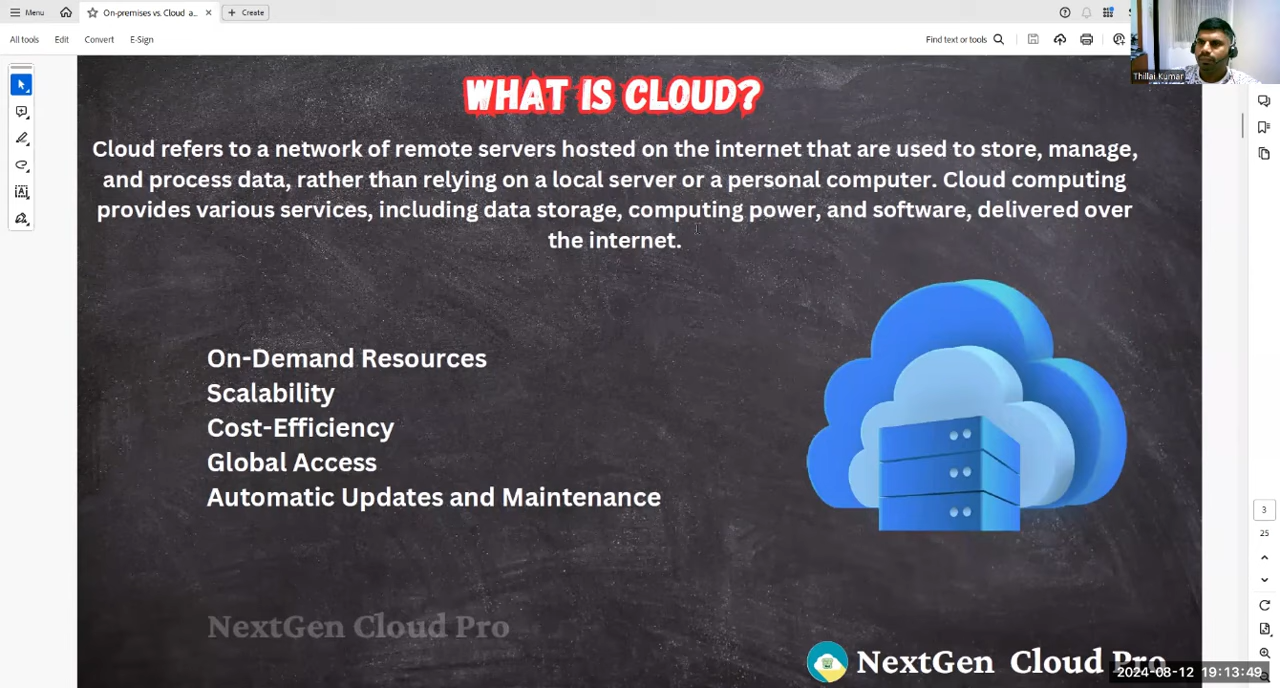 Menu
On-premises vs. Cloud a...
Create
All tools
Edit
Convert
E-Sign
Find text or tools
Thillai Kumar
WHAT IS CLOUD?
Cloud refers to a network of remote servers hosted on the internet that are used to store, manage,
and process data, rather than relying on a local server or a personal computer. Cloud computing
provides various services, including data storage, computing power, and software, delivered over
the internet.
On-Demand Resources
Scalability
Cost-Efficiency
Global Access
Automatic Updates and Maintenance
3
25
NextGen Cloud Pro
NextGen Cloud Pro
2024-08-12 19:13:49